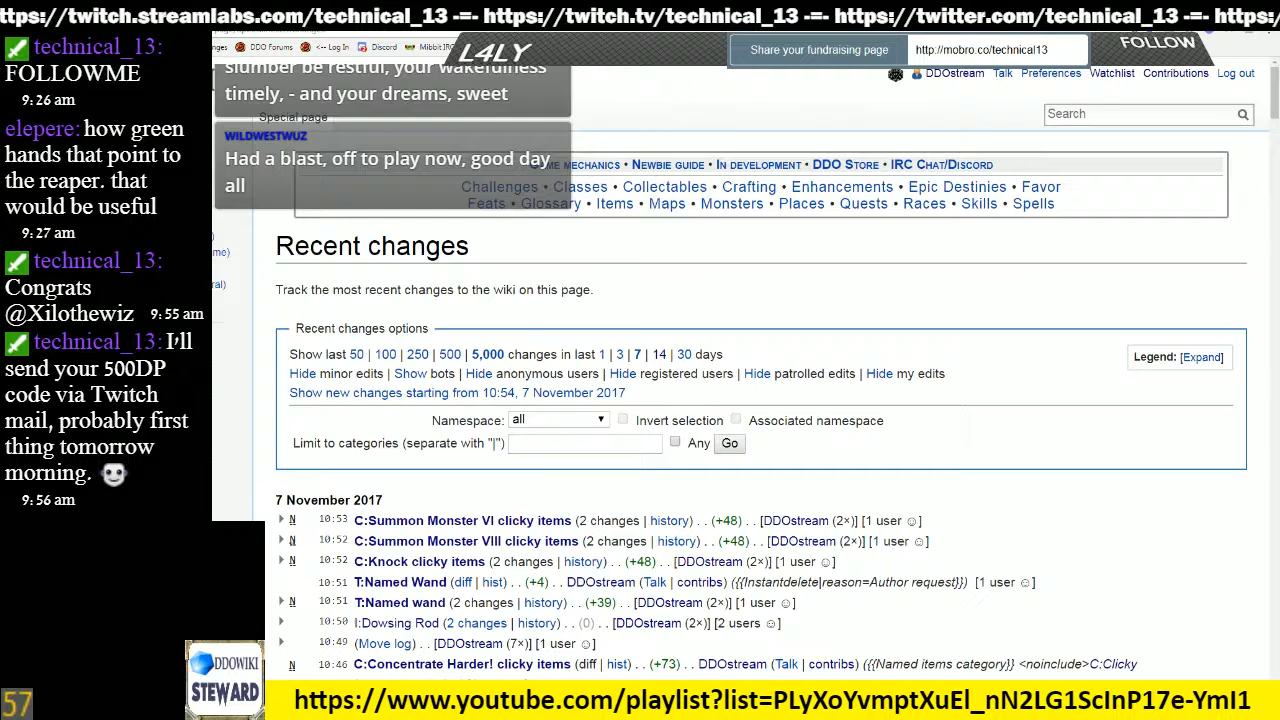 ttps://twitch.streamlabs.com/technical_13 -=- https://twitch.tv/technical_13 -=- https://twitter.com/technical_13 -=- https:/
technical_13:
FOLLOWME
9:26 am
elepere: how green
hands that point to
the reaper. that
would be useful
9:27 am
technical_13:
Congrats
@Xilothewiz 9:55 am
technical_13: I'll
send your 500DP
code via Twitch
mail, probably first
thing tomorrow
morning.
9:56 am
57
DDO Forums <-- Log In Discord Mibbit IRC
L4LY
Share your fundraising page http://mobro.co/technical13
FOLLOW
slumber be restful, your wakefulness
timely, - and your dreams, sweet
WILDWESTWUZ
Had a blast, off to play now, good day
all
DDOstream Talk Preferences Watchlist Contributions Log out
Special page
Search
me mechanics • Newbie guide • In development • DDO Store • IRC Chat/Discord
Challenges • Classes • Collectables • Crafting • Enhancements • Epic Destinies • Favor
Feats • Glossary • Items • Maps • Monsters • Places • Quests • Races • Skills • Spells
me)
ral)
Recent changes
Track the most recent changes to the wiki on this page.
Recent changes options
Show last 50 | 100 | 250 | 500 | 5,000 changes in last 1 | 3 | 7 | 14 | 30 days
Legend: [Expand]
Hide minor edits | Show bots | Hide anonymous users | Hide registered users | Hide patrolled edits | Hide my edits
Show new changes starting from 10:54, 7 November 2017
Namespace: all Invert selection Associated namespace
Limit to categories (separate with "|") Any Go
7 November 2017
N 10:53 C:Summon Monster VI clicky items (2 changes | history) . . (+48) . . [DDOstream (2×)] [1 user ☺]
N 10:52 C:Summon Monster VIII clicky items (2 changes | history) . . (+48) . . [DDOstream (2×)] [1 user ☺]
N 10:52 C:Knock clicky items (2 changes | history) . . (+48) . . [DDOstream (2×)] [1 user ☺]
10:51 T:Named Wand (diff | hist) . . (+4) . . DDOstream (Talk | contribs) ({{Instantdelete|reason=Author request}}) [1 user ☺]
N 10:51 T:Named wand (2 changes | history) . . (+39) . . [DDOstream (2×)] [1 user ☺]
10:50 I:Dowsing Rod (2 changes | history) . . (0) . . [DDOstream (2×)] [2 users ☺]
10:49 (Move log) . . [DDOstream (7×)] [1 user ☺]
N 10:46 C:Concentrate Harder! clicky items (diff | hist) . . (+73) . . DDOstream (Talk | contribs) ({{Named items category}} <noinclude>C:Clicky
DDOWIKI
STEWARD
https://www.youtube.com/playlist?list=PLyXoYvmptXuEl_nN2LG1ScInP17e-YmI1